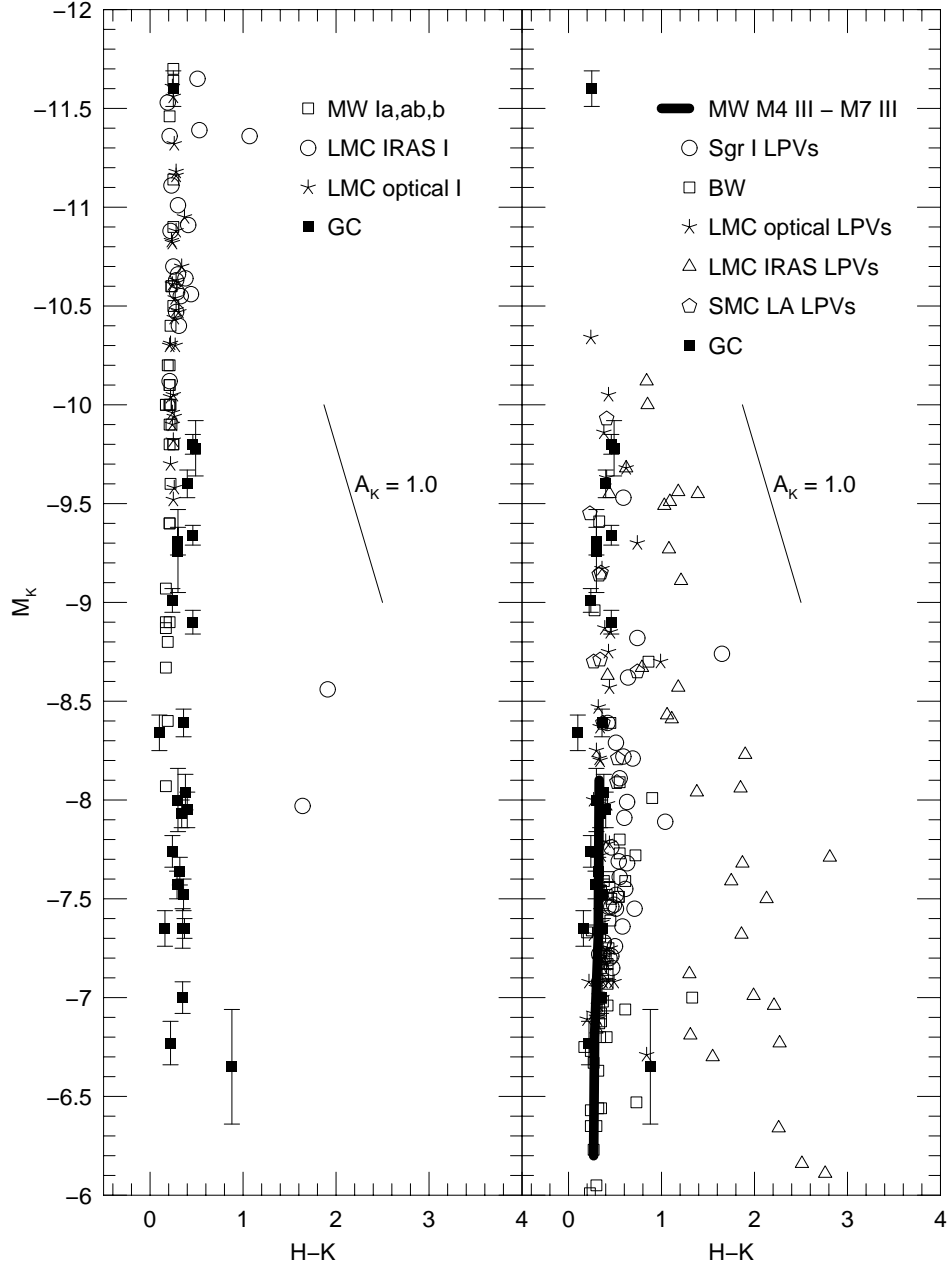 −12
−11.5
−11
−10.5
−10
−9.5
−9
−8.5
−8
−7.5
−7
−6.5
−6
M_K
MW Ia,ab,b
LMC IRAS I
LMC optical I
GC
A_K = 1.0
0
1
2
3
4
H−K
MW M4 III − M7 III
Sgr I LPVs
BW
LMC optical LPVs
LMC IRAS LPVs
SMC LA LPVs
GC
A_K = 1.0
0
1
2
3
4
H−K